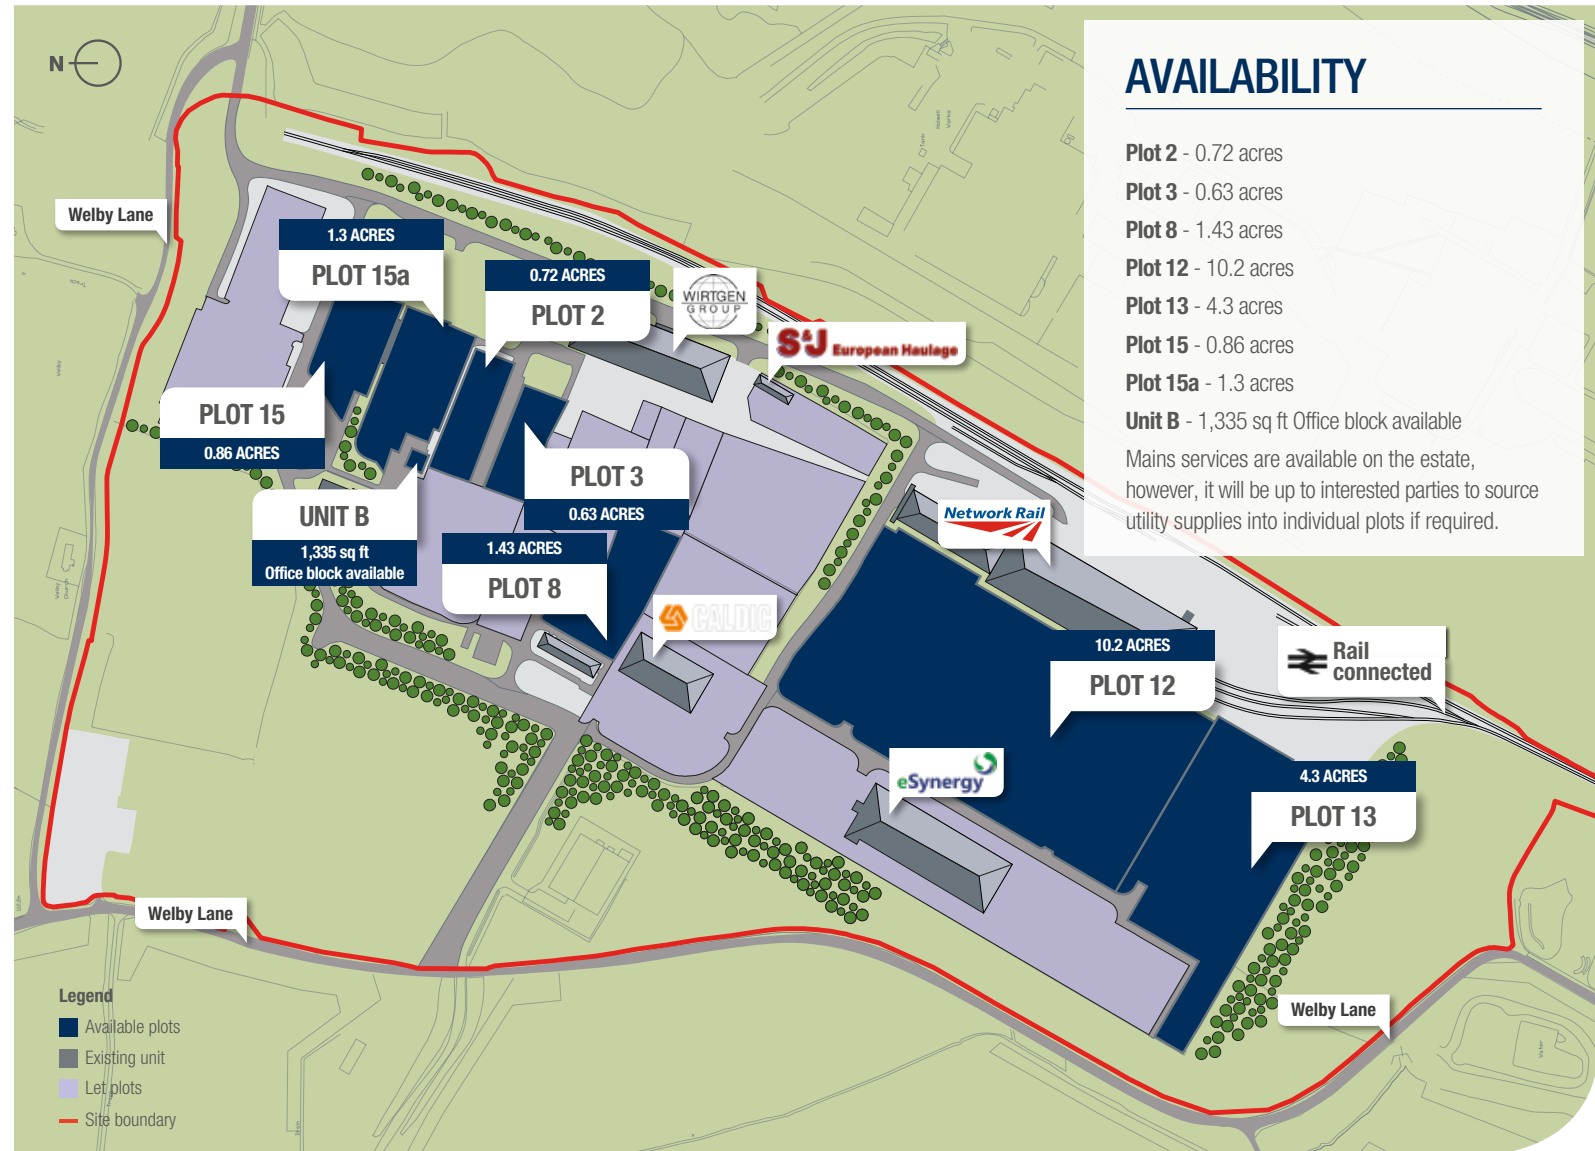 N
AVAILABILITY
Plot 2 - 0.72 acres
Plot 3 - 0.63 acres
Plot 8 - 1.43 acres
Plot 12 - 10.2 acres
Plot 13 - 4.3 acres
Plot 15 - 0.86 acres
Plot 15a - 1.3 acres
Unit B - 1,335 sq ft Office block available
Mains services are available on the estate,
however, it will be up to interested parties to source
utility supplies into individual plots if required.
Welby Lane
1.3 ACRES
PLOT 15a
0.72 ACRES
PLOT 2
WIRTGEN
GROUP
S&J European Haulage
PLOT 15
0.86 ACRES
PLOT 3
0.63 ACRES
UNIT B
1,335 sq ft
Office block available
1.43 ACRES
PLOT 8
Network Rail
CALDIC
10.2 ACRES
PLOT 12
Rail
connected
eSynergy
4.3 ACRES
PLOT 13
Welby Lane
Welby Lane
Legend
Available plots
Existing unit
Let plots
Site boundary
Track
Welby
Welby
Church
Tank
Holwell
Works